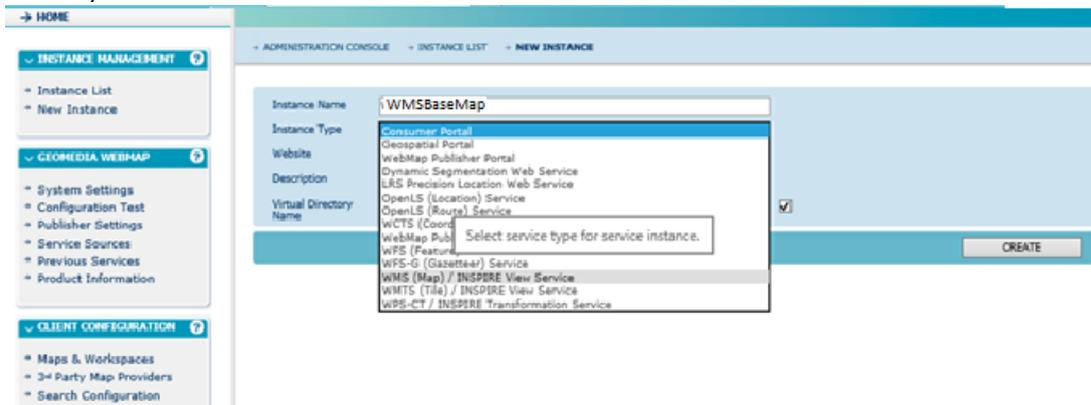 HOME
INSTANCE MANAGEMENT ?
Instance List
New Instance
GEOMEDIA WEBMAP ?
System Settings
Configuration Test
Publisher Settings
Service Sources
Previous Services
Product Information
CLIENT CONFIGURATION ?
Maps & Workspaces
3rd Party Map Providers
Search Configuration
ADMINISTRATION CONSOLE INSTANCE LIST NEW INSTANCE
Instance Name WMSBaseMap
Instance Type
Website
Description
Virtual Directory
Name
Consumer Portal
Geospatial Portal
WebMap Publisher Portal
Dynamic Segmentation Web Service
LRS Precision Location Web Service
OpenLS (Location) Service
OpenLS (Route) Service
WCTS (Coord
WebMap Publ
WFS (Feature)
WFS-G (Gazetteer) Service
WMS (Map) / INSPIRE View Service
WMTS (Tile) / INSPIRE View Service
WPS-CT / INSPIRE Transformation Service
Select service type for service instance.
CREATE